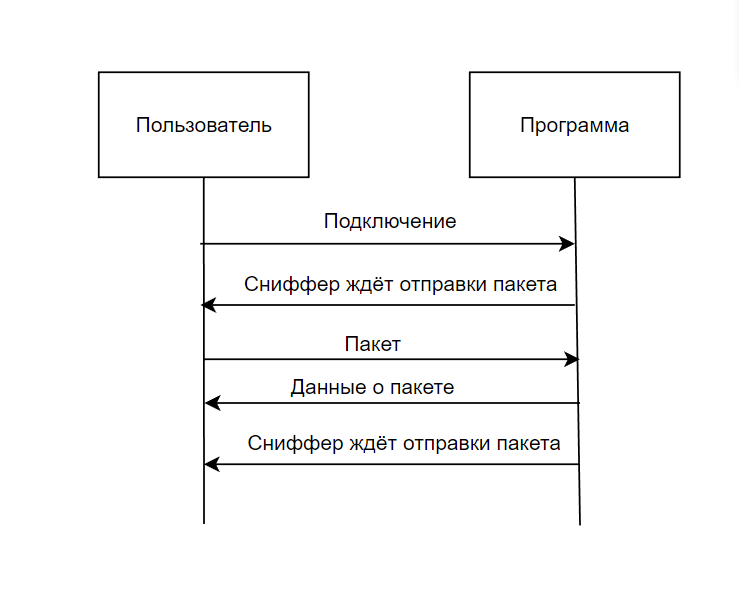 Пользователь
Программа
Подключение
Сниффер ждёт отправки пакета
Пакет
Данные о пакете
Сниффер ждёт отправки пакета